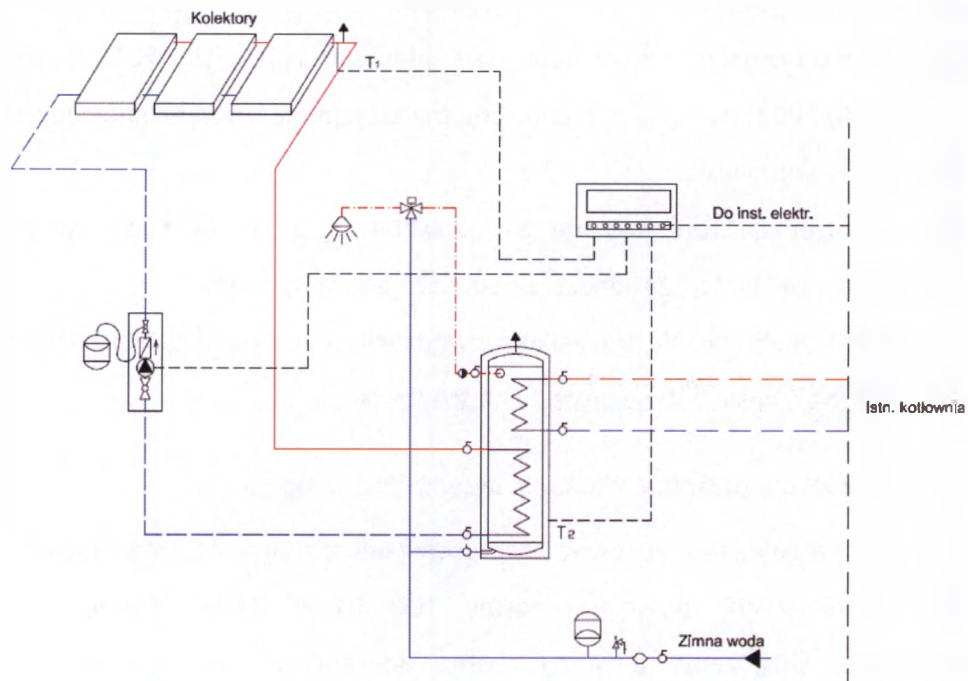 Kolektory
T1
Do inst. elektr.
Istn. kotłownia
T2
Zimna woda